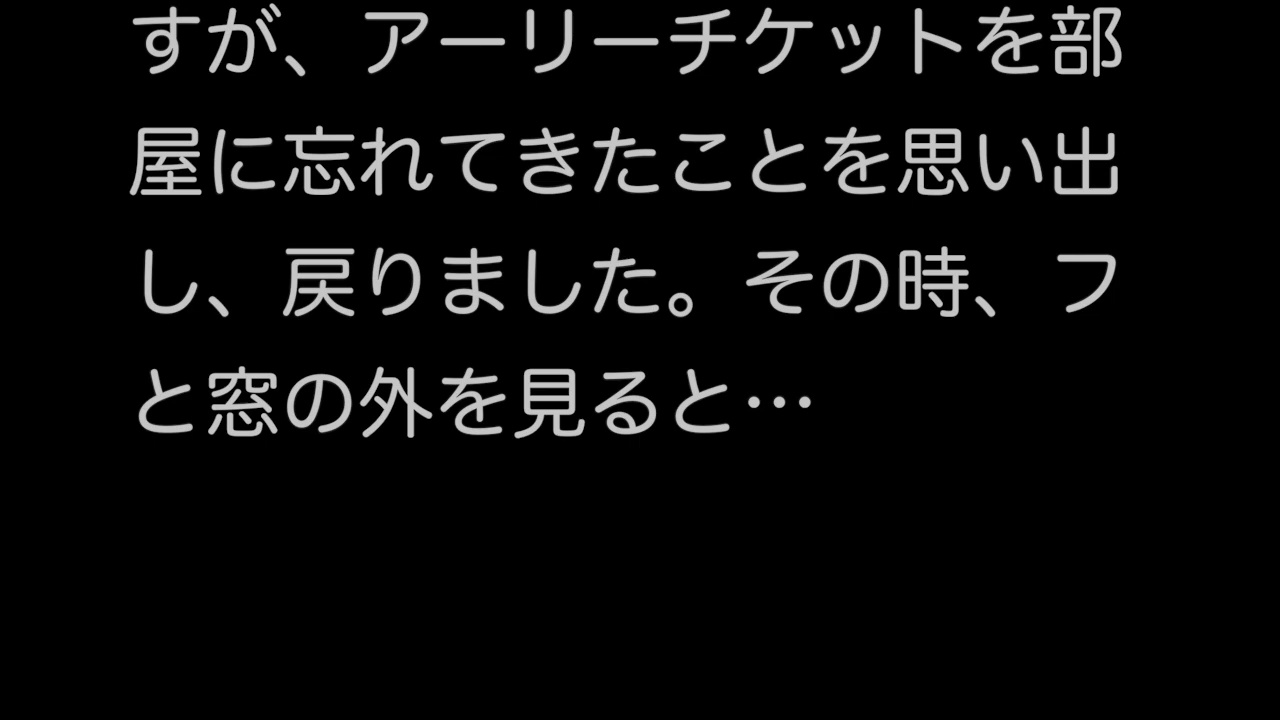 すが、アーリーチケットを部
屋に忘れてきたことを思い出
し、戻りました。その時、フ
と窓の外を見ると…